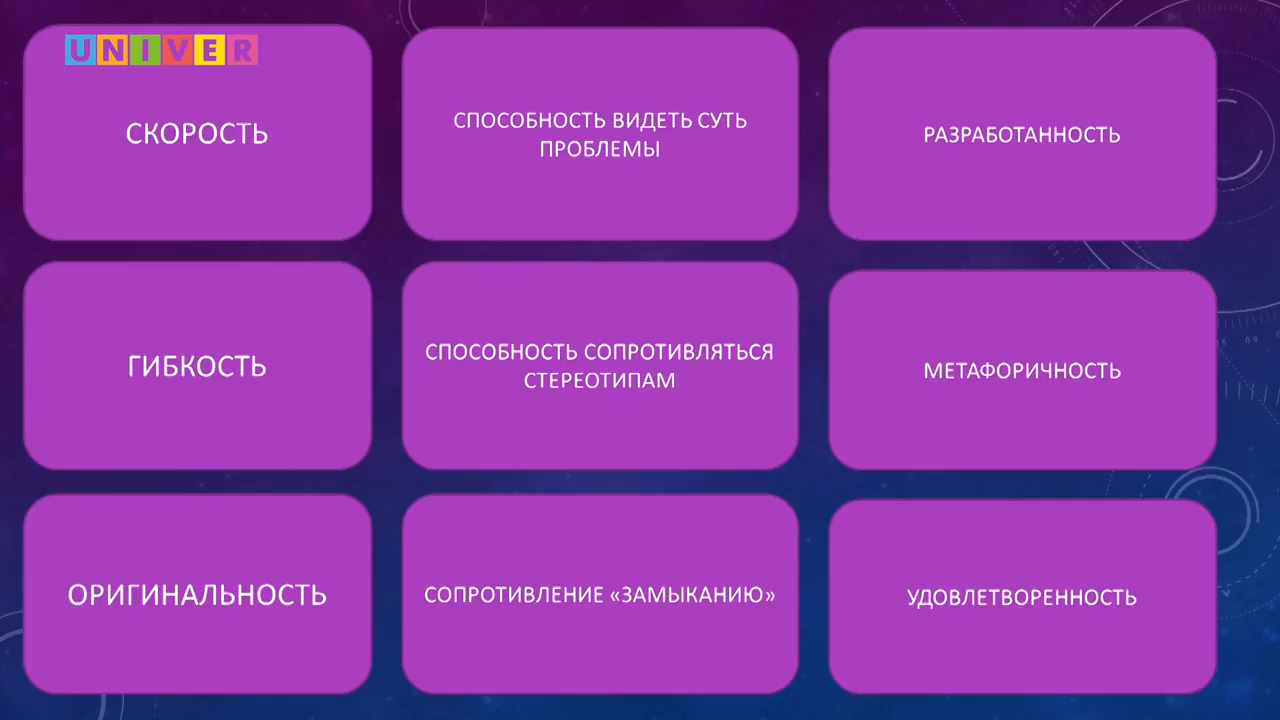 UNIVER
СКОРОСТЬ
СПОСОБНОСТЬ ВИДЕТЬ СУТЬ
ПРОБЛЕМЫ
РАЗРАБОТАННОСТЬ
ГИБКОСТЬ
СПОСОБНОСТЬ СОПРОТИВЛЯТЬСЯ
СТЕРЕОТИПАМ
МЕТАФОРИЧНОСТЬ
ОРИГИНАЛЬНОСТЬ
СОПРОТИВЛЕНИЕ «ЗАМЫКАНИЮ»
УДОВЛЕТВОРЕННОСТЬ